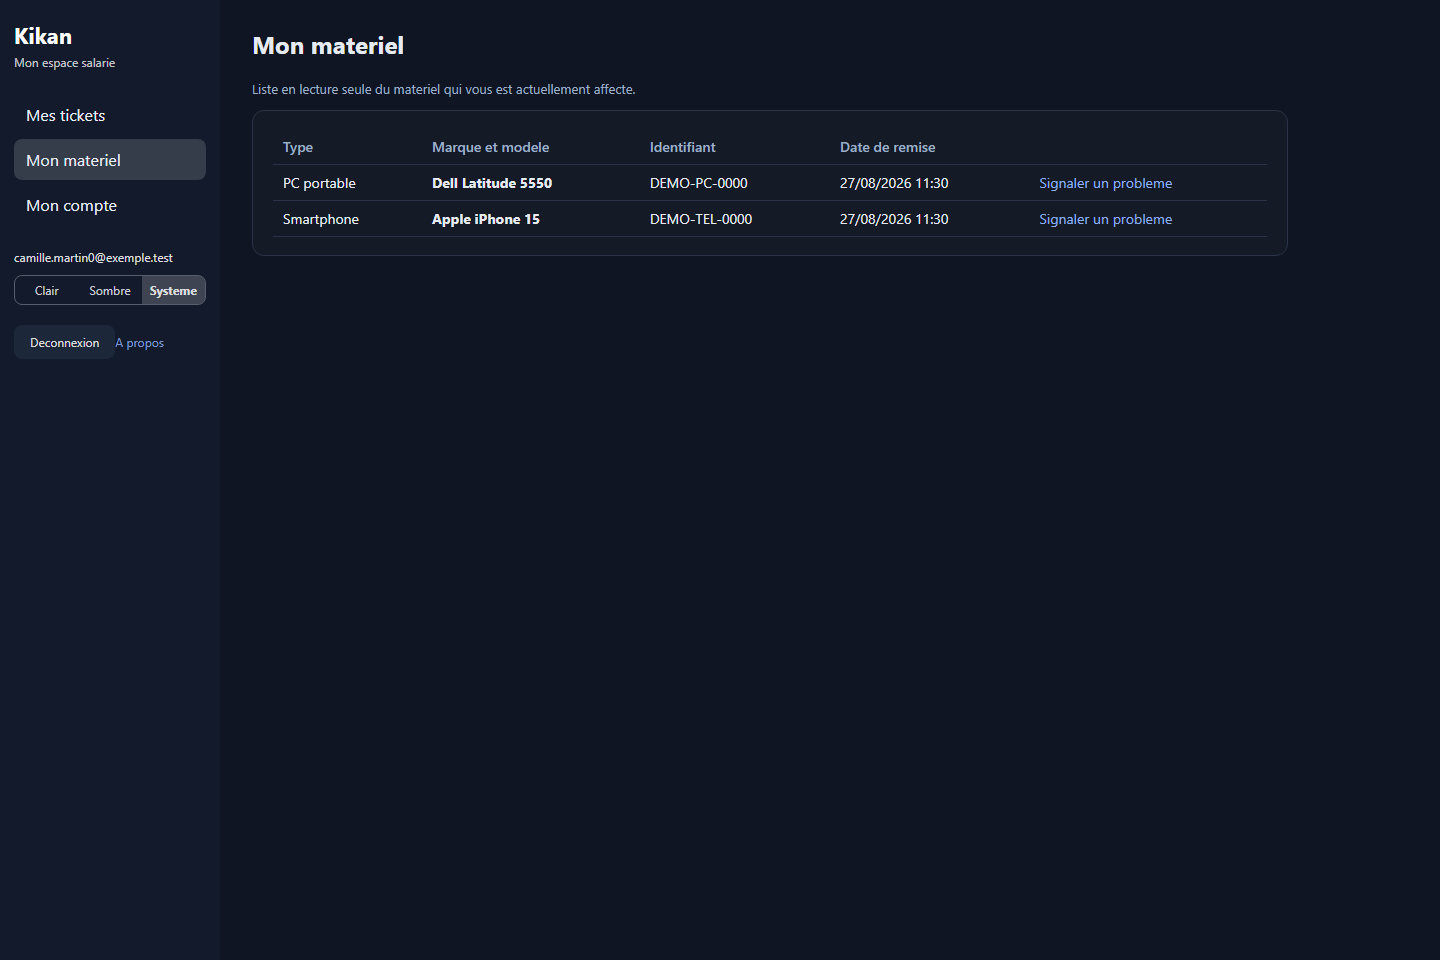 Kikan
Mon espace salarie
Mes tickets
Mon materiel
Mon compte
camille.martin0@exemple.test
Clair Sombre Systeme
Deconnexion A propos
Mon materiel
Liste en lecture seule du materiel qui vous est actuellement affecte.
Type Marque et modele Identifiant Date de remise
PC portable Dell Latitude 5550 DEMO-PC-0000 27/08/2026 11:30 Signaler un probleme
Smartphone Apple iPhone 15 DEMO-TEL-0000 27/08/2026 11:30 Signaler un probleme